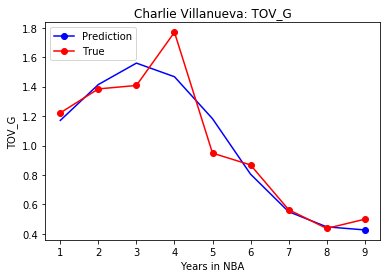 Charlie Villanueva: TOV_G
Prediction
True
1.8
1.6
1.4
1.2
1.0
0.8
0.6
0.4
TOV_G
1 2 3 4 5 6 7 8 9
Years in NBA